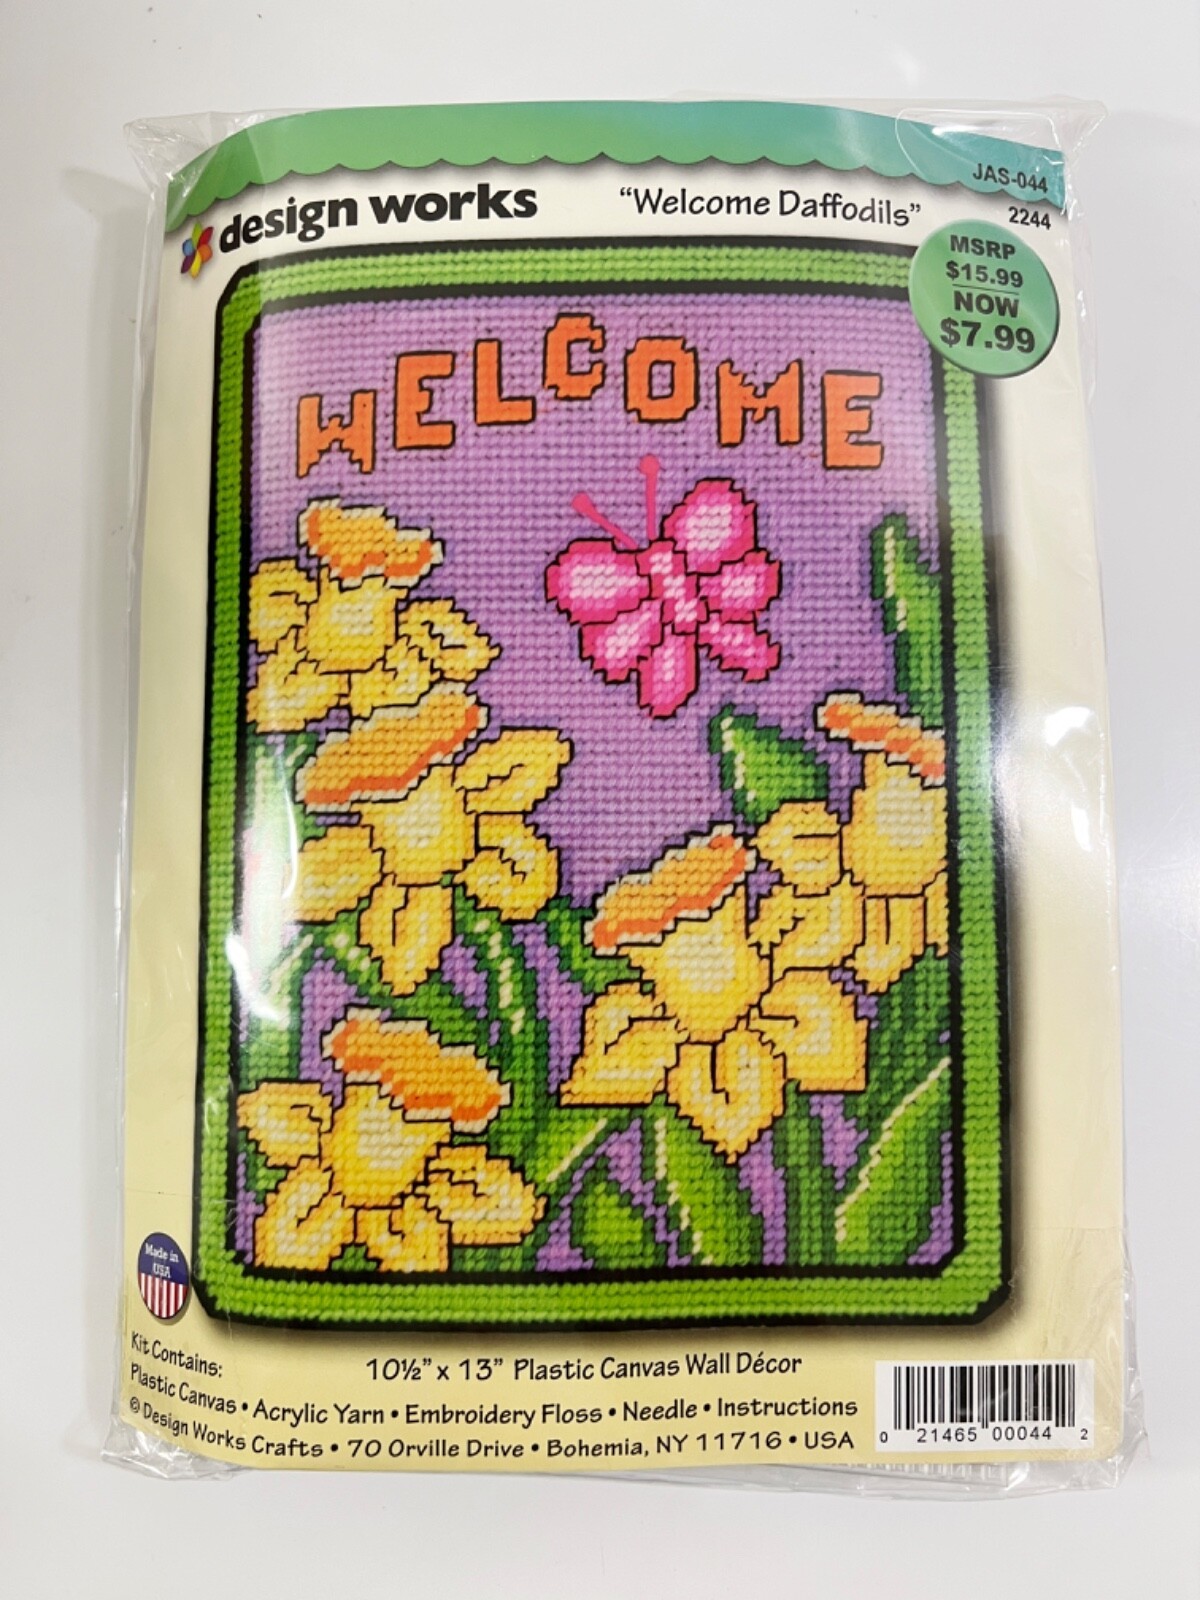 design works
"Welcome Daffodils"
JAS-044
2244
MSRP
$15.99
NOW
$7.99
WELCOME
Made in
USA
Kit Contains:
10½" x 13" Plastic Canvas Wall Décor
Plastic Canvas • Acrylic Yarn • Embroidery Floss • Needle • Instructions
© Design Works Crafts • 70 Orville Drive • Bohemia, NY 11716 • USA
0 21465 00044 2